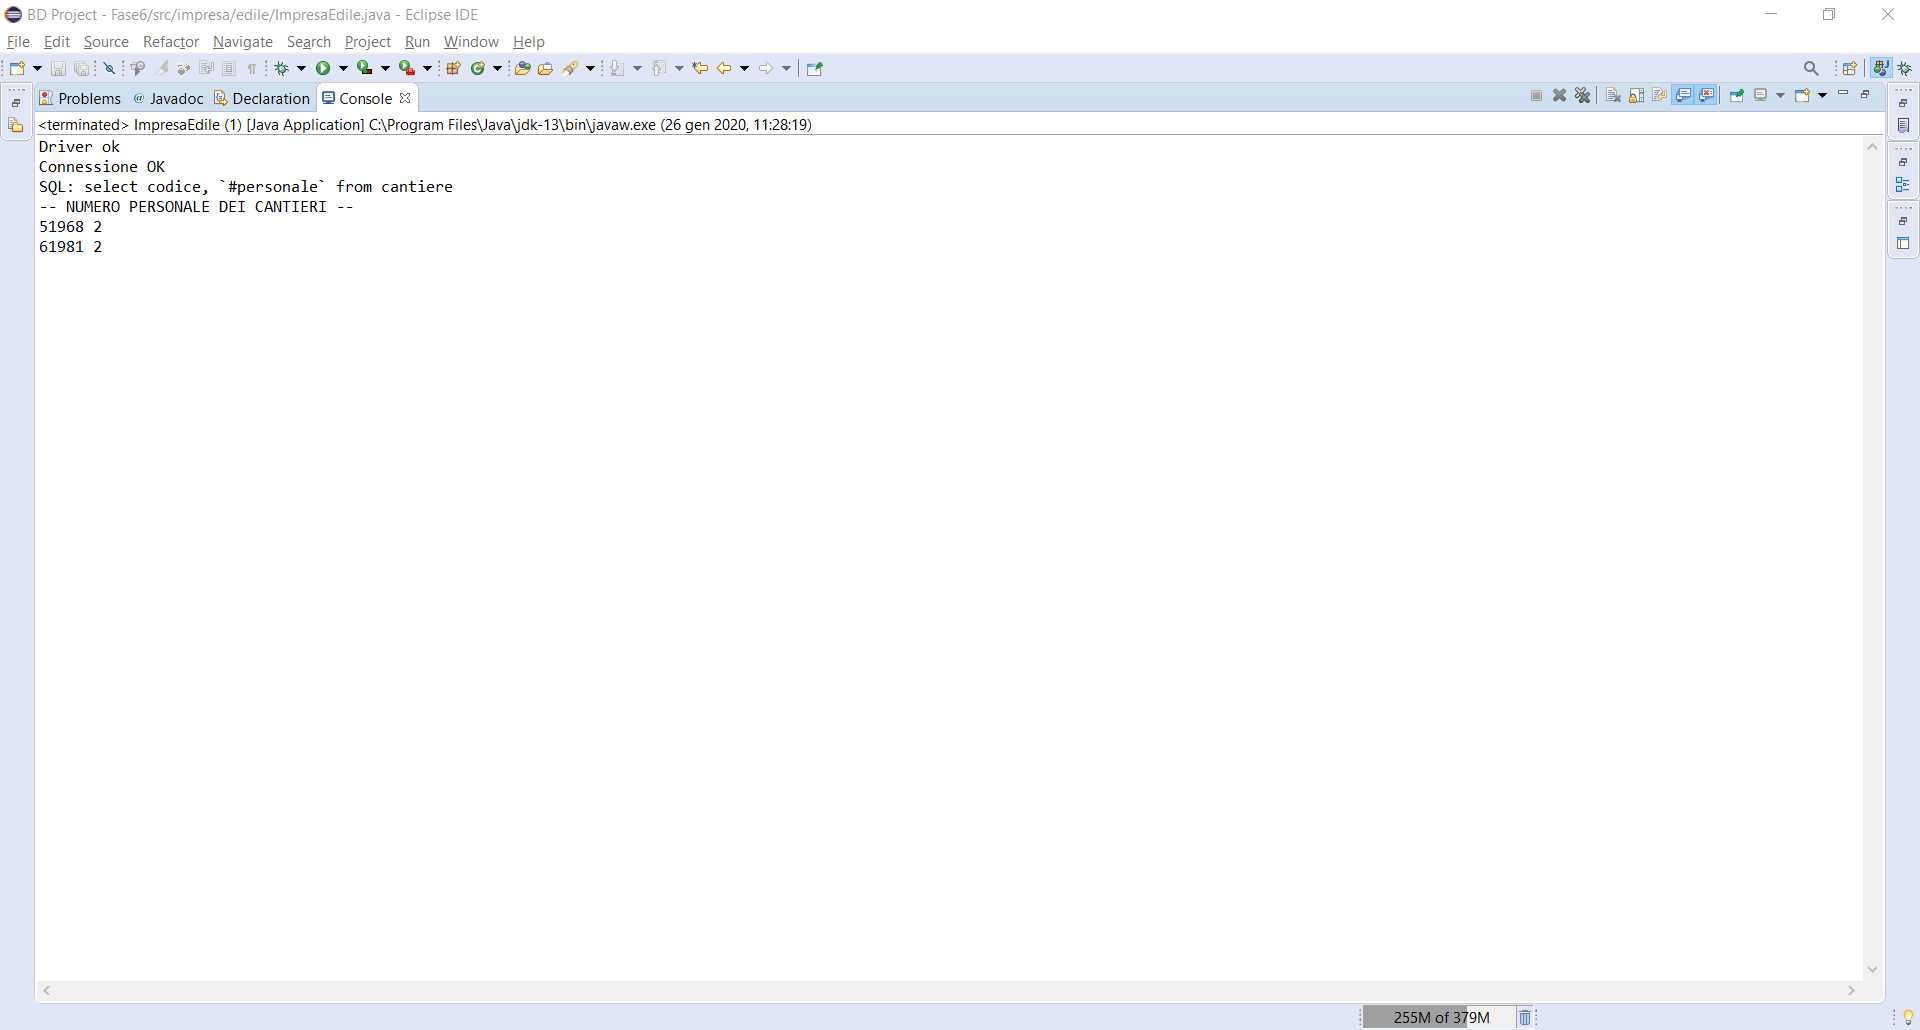 BD Project - Fase6/src/impresa/edile/ImpresaEdile.java - Eclipse IDE
File Edit Source Refactor Navigate Search Project Run Window Help
Problems @ Javadoc Declaration Console
<terminated> ImpresaEdile (1) [Java Application] C:\Program Files\Java\jdk-13\bin\javaw.exe (26 gen 2020, 11:28:19)
Driver ok
Connessione OK
SQL: select codice, `#personale` from cantiere
-- NUMERO PERSONALE DEI CANTIERI --
51968 2
61981 2
255M of 379M